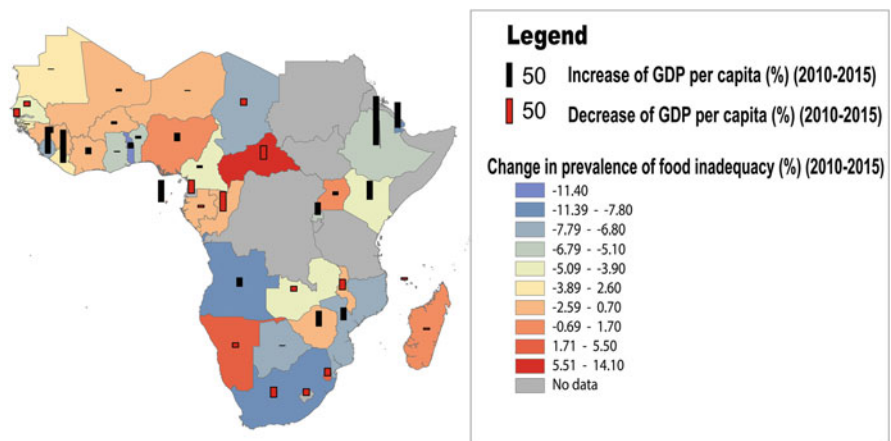 Legend
50 Increase of GDP per capita (%) (2010-2015)
50 Decrease of GDP per capita (%) (2010-2015)
Change in prevalence of food inadequacy (%) (2010-2015)
-11.40
-11.39 - -7.80
-7.79 - -6.80
-6.79 - -5.10
-5.09 - -3.90
-3.89 - 2.60
-2.59 - 0.70
-0.69 - 1.70
1.71 - 5.50
5.51 - 14.10
No data